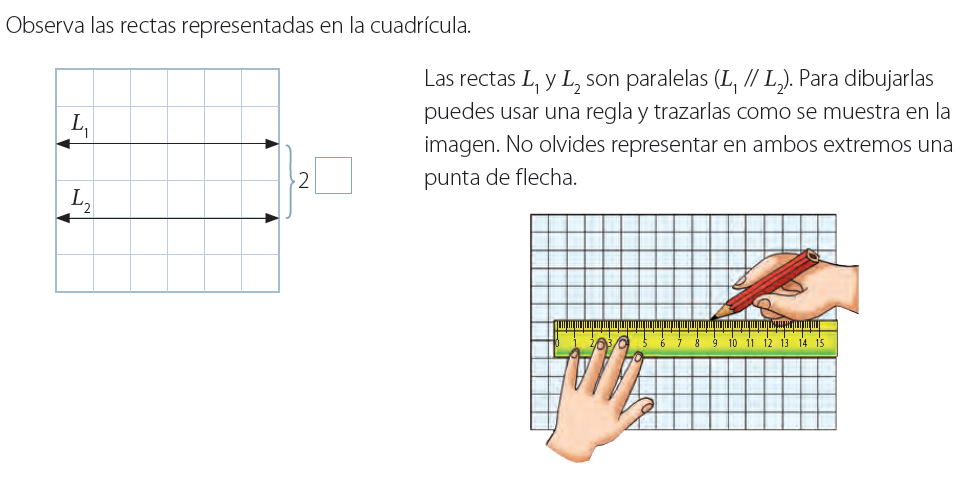 Observa las rectas representadas en la cuadrícula.
L₁
L₂
2
Las rectas L₁ y L₂ son paralelas (L₁ // L₂). Para dibujarlas
puedes usar una regla y trazarlas como se muestra en la
imagen. No olvides representar en ambos extremos una
punta de flecha.
0 1 2 3 4 5 6 7 8 9 10 11 12 13 14 15